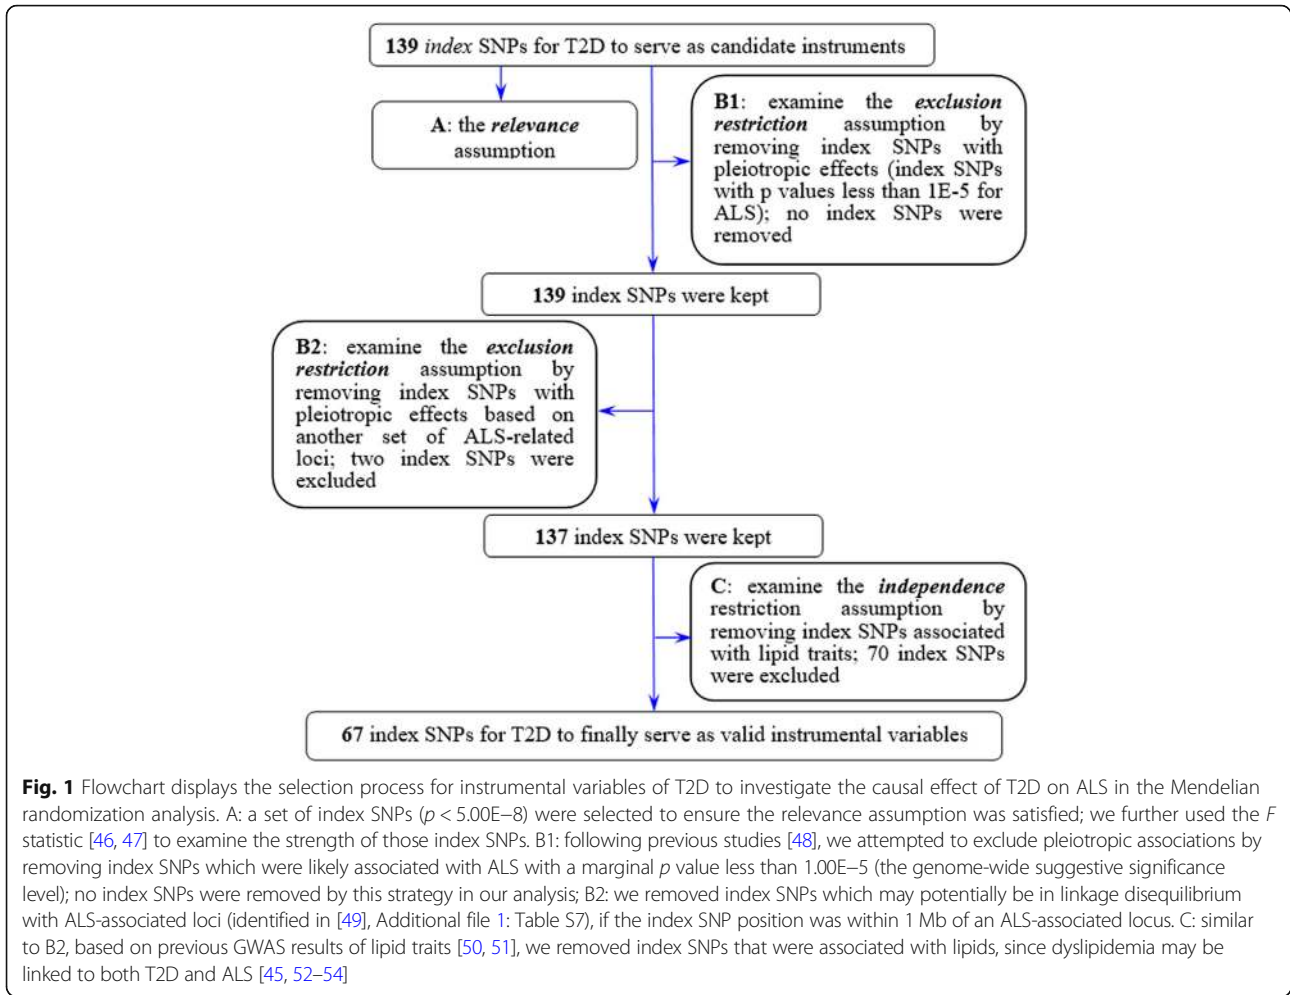 139 index SNPs for T2D to serve as candidate instruments
A: the relevance
assumption
B1: examine the exclusion
restriction assumption by
removing index SNPs with
pleiotropic effects (index SNPs
with p values less than 1E-5 for
ALS); no index SNPs were
removed
139 index SNPs were kept
B2: examine the exclusion
restriction assumption by
removing index SNPs with
pleiotropic effects based on
another set of ALS-related
loci; two index SNPs were
excluded
137 index SNPs were kept
C: examine the independence
restriction assumption by
removing index SNPs associated
with lipid traits; 70 index SNPs
were excluded
67 index SNPs for T2D to finally serve as valid instrumental variables
Fig. 1 Flowchart displays the selection process for instrumental variables of T2D to investigate the causal effect of T2D on ALS in the Mendelian
randomization analysis. A: a set of index SNPs (p < 5.00E−8) were selected to ensure the relevance assumption was satisfied; we further used the F
statistic [46, 47] to examine the strength of those index SNPs. B1: following previous studies [48], we attempted to exclude pleiotropic associations by
removing index SNPs which were likely associated with ALS with a marginal p value less than 1.00E−5 (the genome-wide suggestive significance
level); no index SNPs were removed by this strategy in our analysis; B2: we removed index SNPs which may potentially be in linkage disequilibrium
with ALS-associated loci (identified in [49], Additional file 1: Table S7), if the index SNP position was within 1 Mb of an ALS-associated locus. C: similar
to B2, based on previous GWAS results of lipid traits [50, 51], we removed index SNPs that were associated with lipids, since dyslipidemia may be
linked to both T2D and ALS [45, 52–54]